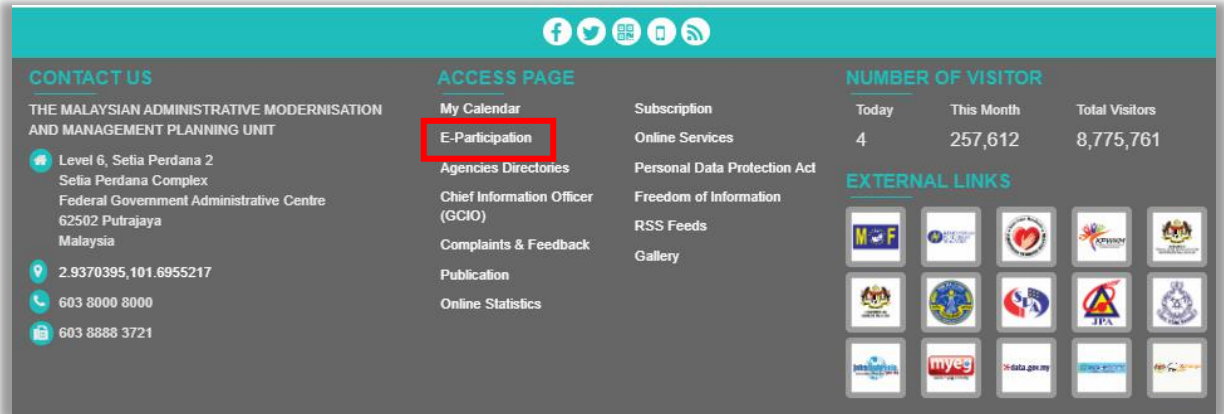 CONTACT US
THE MALAYSIAN ADMINISTRATIVE MODERNISATION
AND MANAGEMENT PLANNING UNIT
Level 6, Setia Perdana 2
Setia Perdana Complex
Federal Government Administrative Centre
62502 Putrajaya
Malaysia
2.9370395,101.6955217
603 8000 8000
603 8888 3721
ACCESS PAGE
My Calendar
E-Participation
Agencies Directories
Chief Information Officer
(GCIO)
Complaints & Feedback
Publication
Online Statistics
Subscription
Online Services
Personal Data Protection Act
Freedom of Information
RSS Feeds
Gallery
NUMBER OF VISITOR
Today
This Month
Total Visitors
4
257,612
8,775,761
EXTERNAL LINKS
KPWKM
SPA
JPA
myeg
data.gov.my